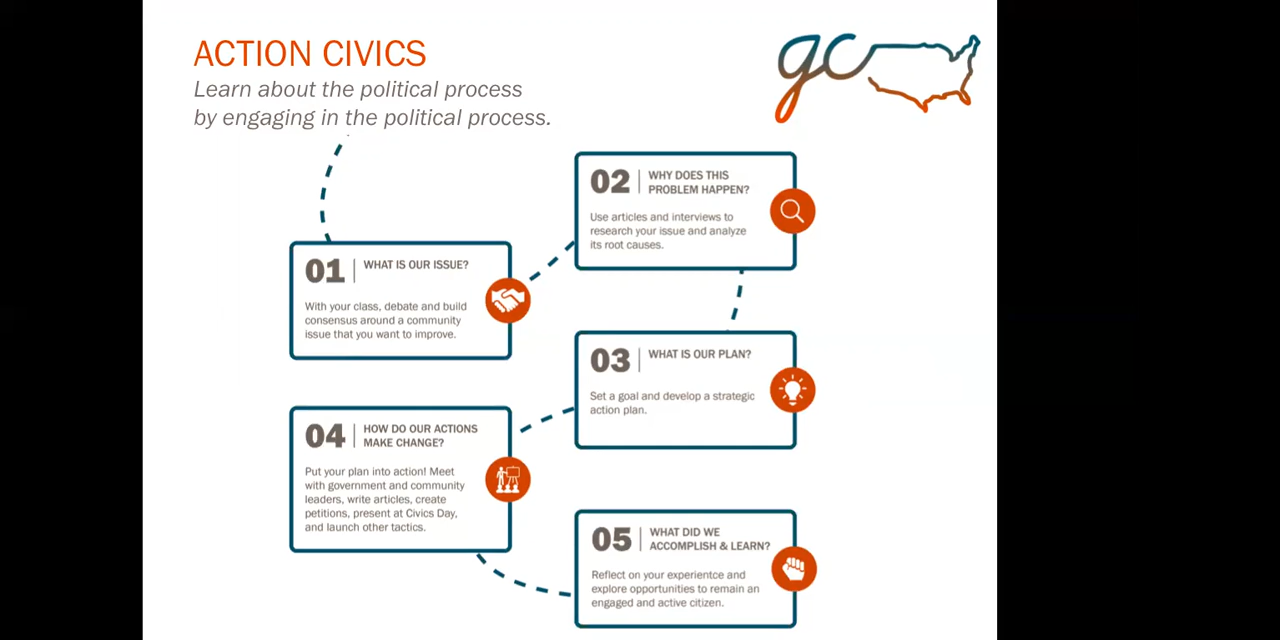 ACTION CIVICS
Learn about the political process
by engaging in the political process.
gc
01
WHAT IS OUR ISSUE?
With your class, debate and build
consensus around a community
issue that you want to improve.
02
WHY DOES THIS
PROBLEM HAPPEN?
Use articles and interviews to
research your issue and analyze
its root causes.
03
WHAT IS OUR PLAN?
Set a goal and develop a strategic
action plan.
04
HOW DO OUR ACTIONS
MAKE CHANGE?
Put your plan into action! Meet
with government and community
leaders, write articles, create
petitions, present at Civics Day,
and launch other tactics.
05
WHAT DID WE
ACCOMPLISH & LEARN?
Reflect on your experientce and
explore opportunities to remain an
engaged and active citizen.